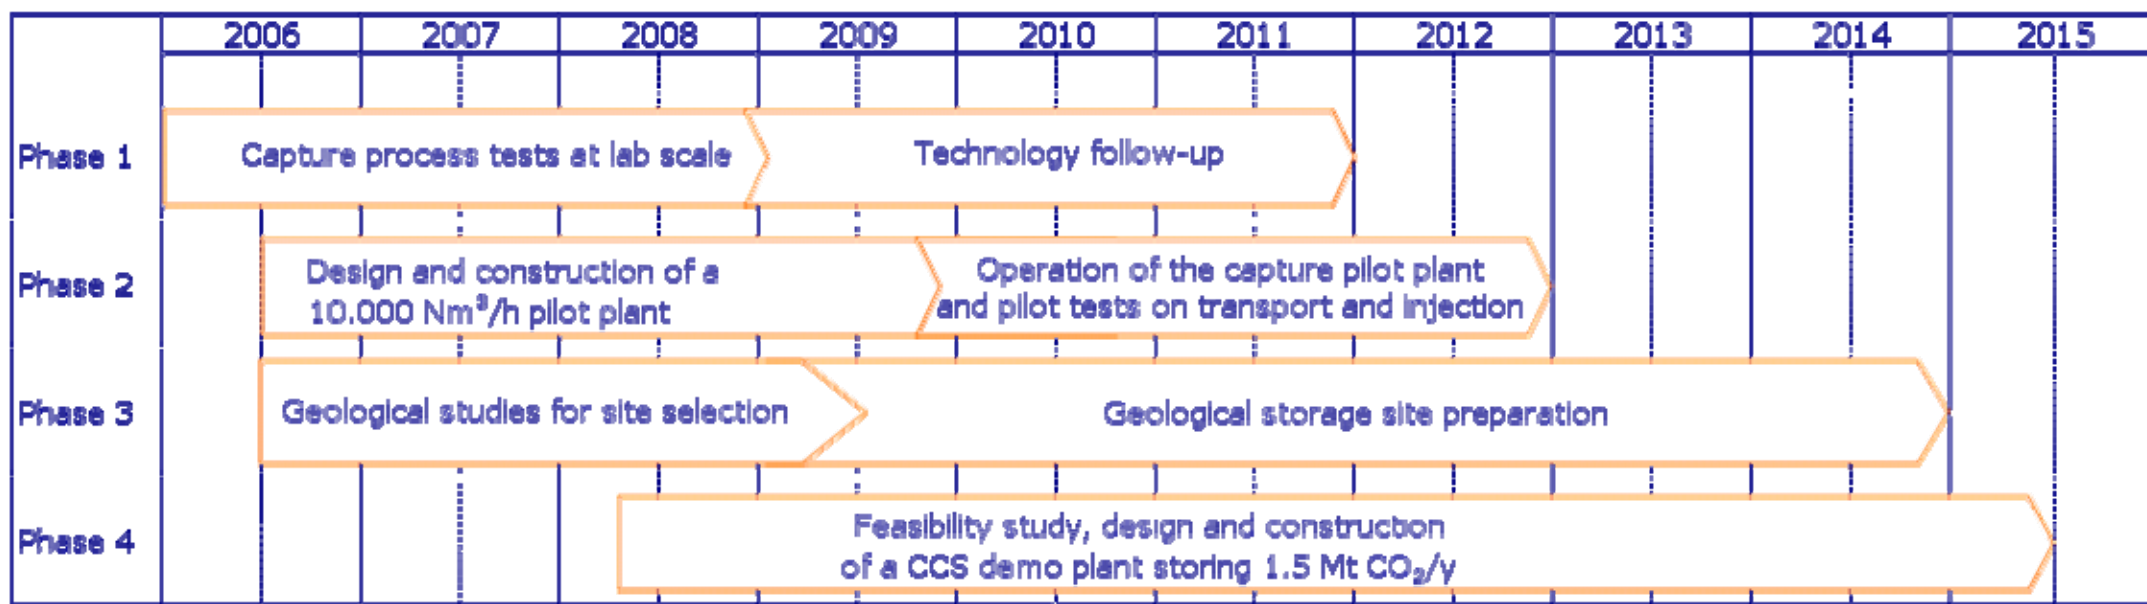 2006 2007 2008 2009 2010 2011 2012 2013 2014 2015
Phase 1
Capture process tests at lab scale
Technology follow-up
Phase 2
Design and construction of a
10.000 Nm³/h pilot plant
Operation of the capture pilot plant
and pilot tests on transport and injection
Phase 3
Geological studies for site selection
Geological storage site preparation
Phase 4
Feasibility study, design and construction
of a CCS demo plant storing 1.5 Mt CO₂/y